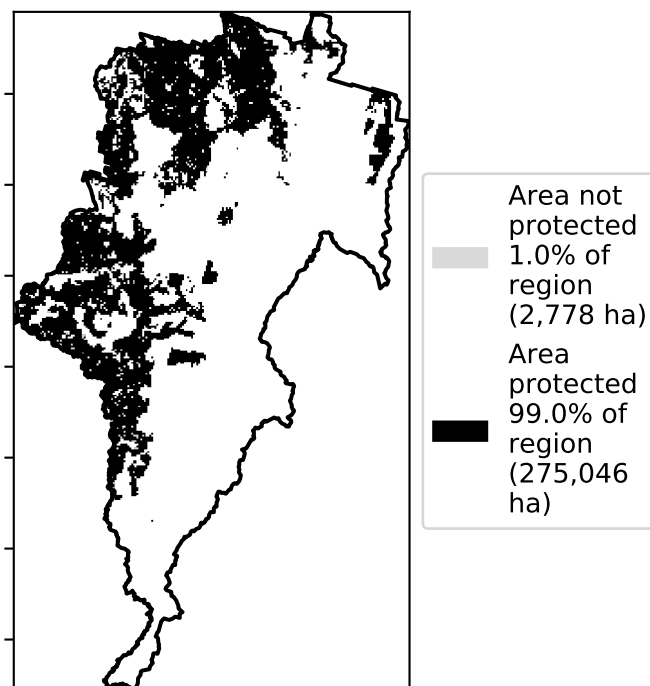 Area not
protected
1.0% of
region
(2,778 ha)
Area
protected
99.0% of
region
(275,046
ha)